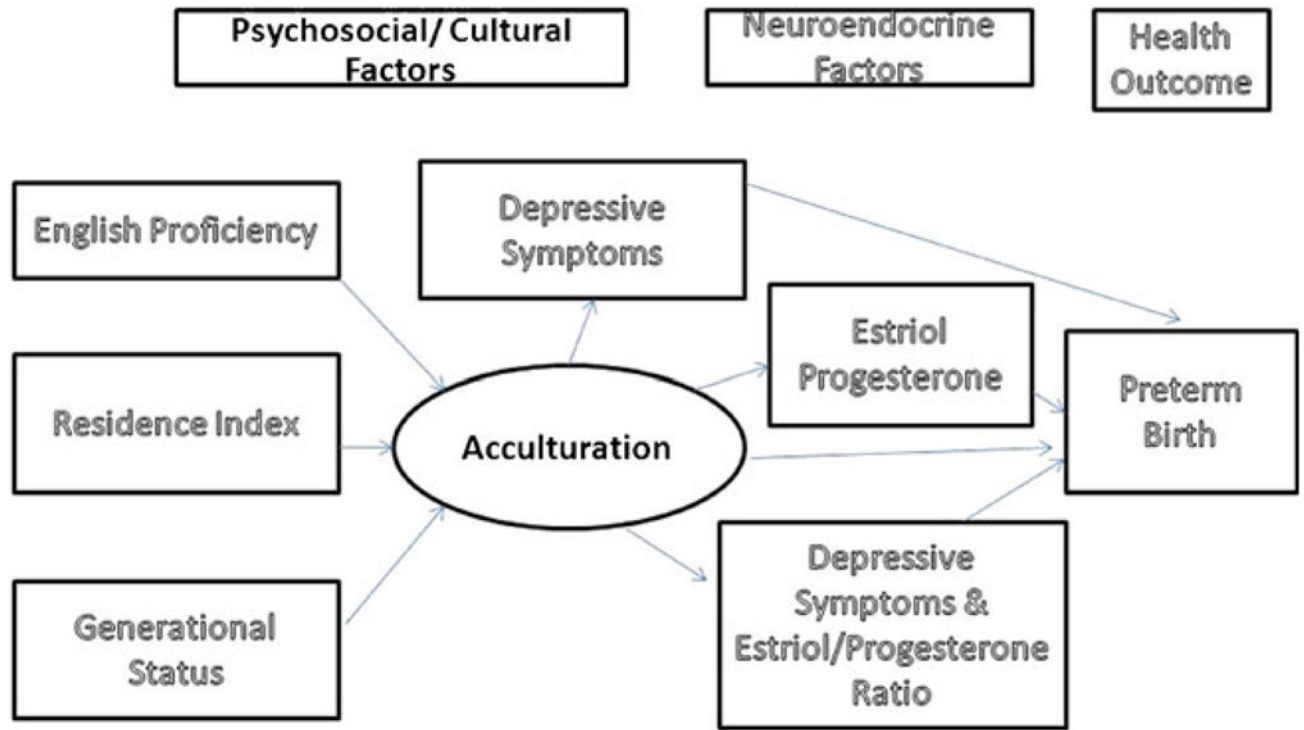 Psychosocial/ Cultural
Factors
Neuroendocrine
Factors
Health
Outcome
English Proficiency
Depressive
Symptoms
Residence Index
Estriol
Progesterone
Acculturation
Preterm
Birth
Generational
Status
Depressive
Symptoms &
Estriol/Progesterone
Ratio